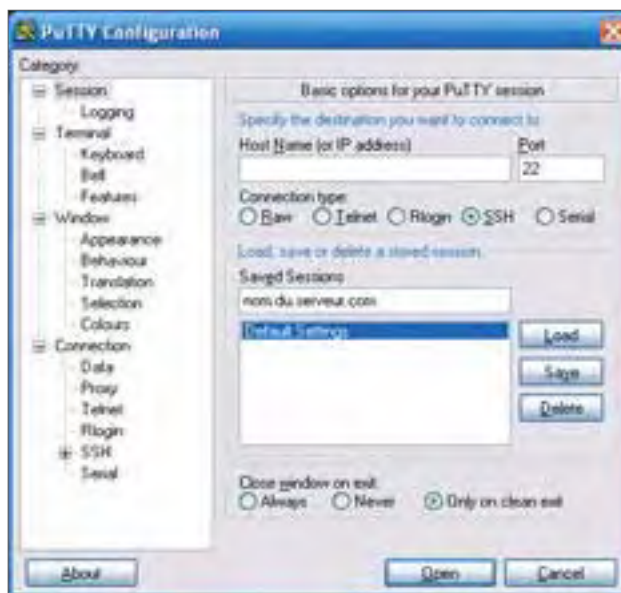 PuTTY Configuration
Category:
Session
Logging
Terminal
Keyboard
Bell
Features
Window
Appearance
Behaviour
Translation
Selection
Colours
Connection
Data
Proxy
Telnet
Rlogin
SSH
Serial
Basic options for your PuTTY session
Specify the destination you want to connect to
Host Name (or IP address) Port
22
Connection type:
Raw Telnet Rlogin SSH Serial
Load, save or delete a stored session
Saved Sessions
nom.du.serveur.com
Default Settings
Load
Save
Delete
Close window on exit:
Always Never Only on clean exit
About Open Cancel